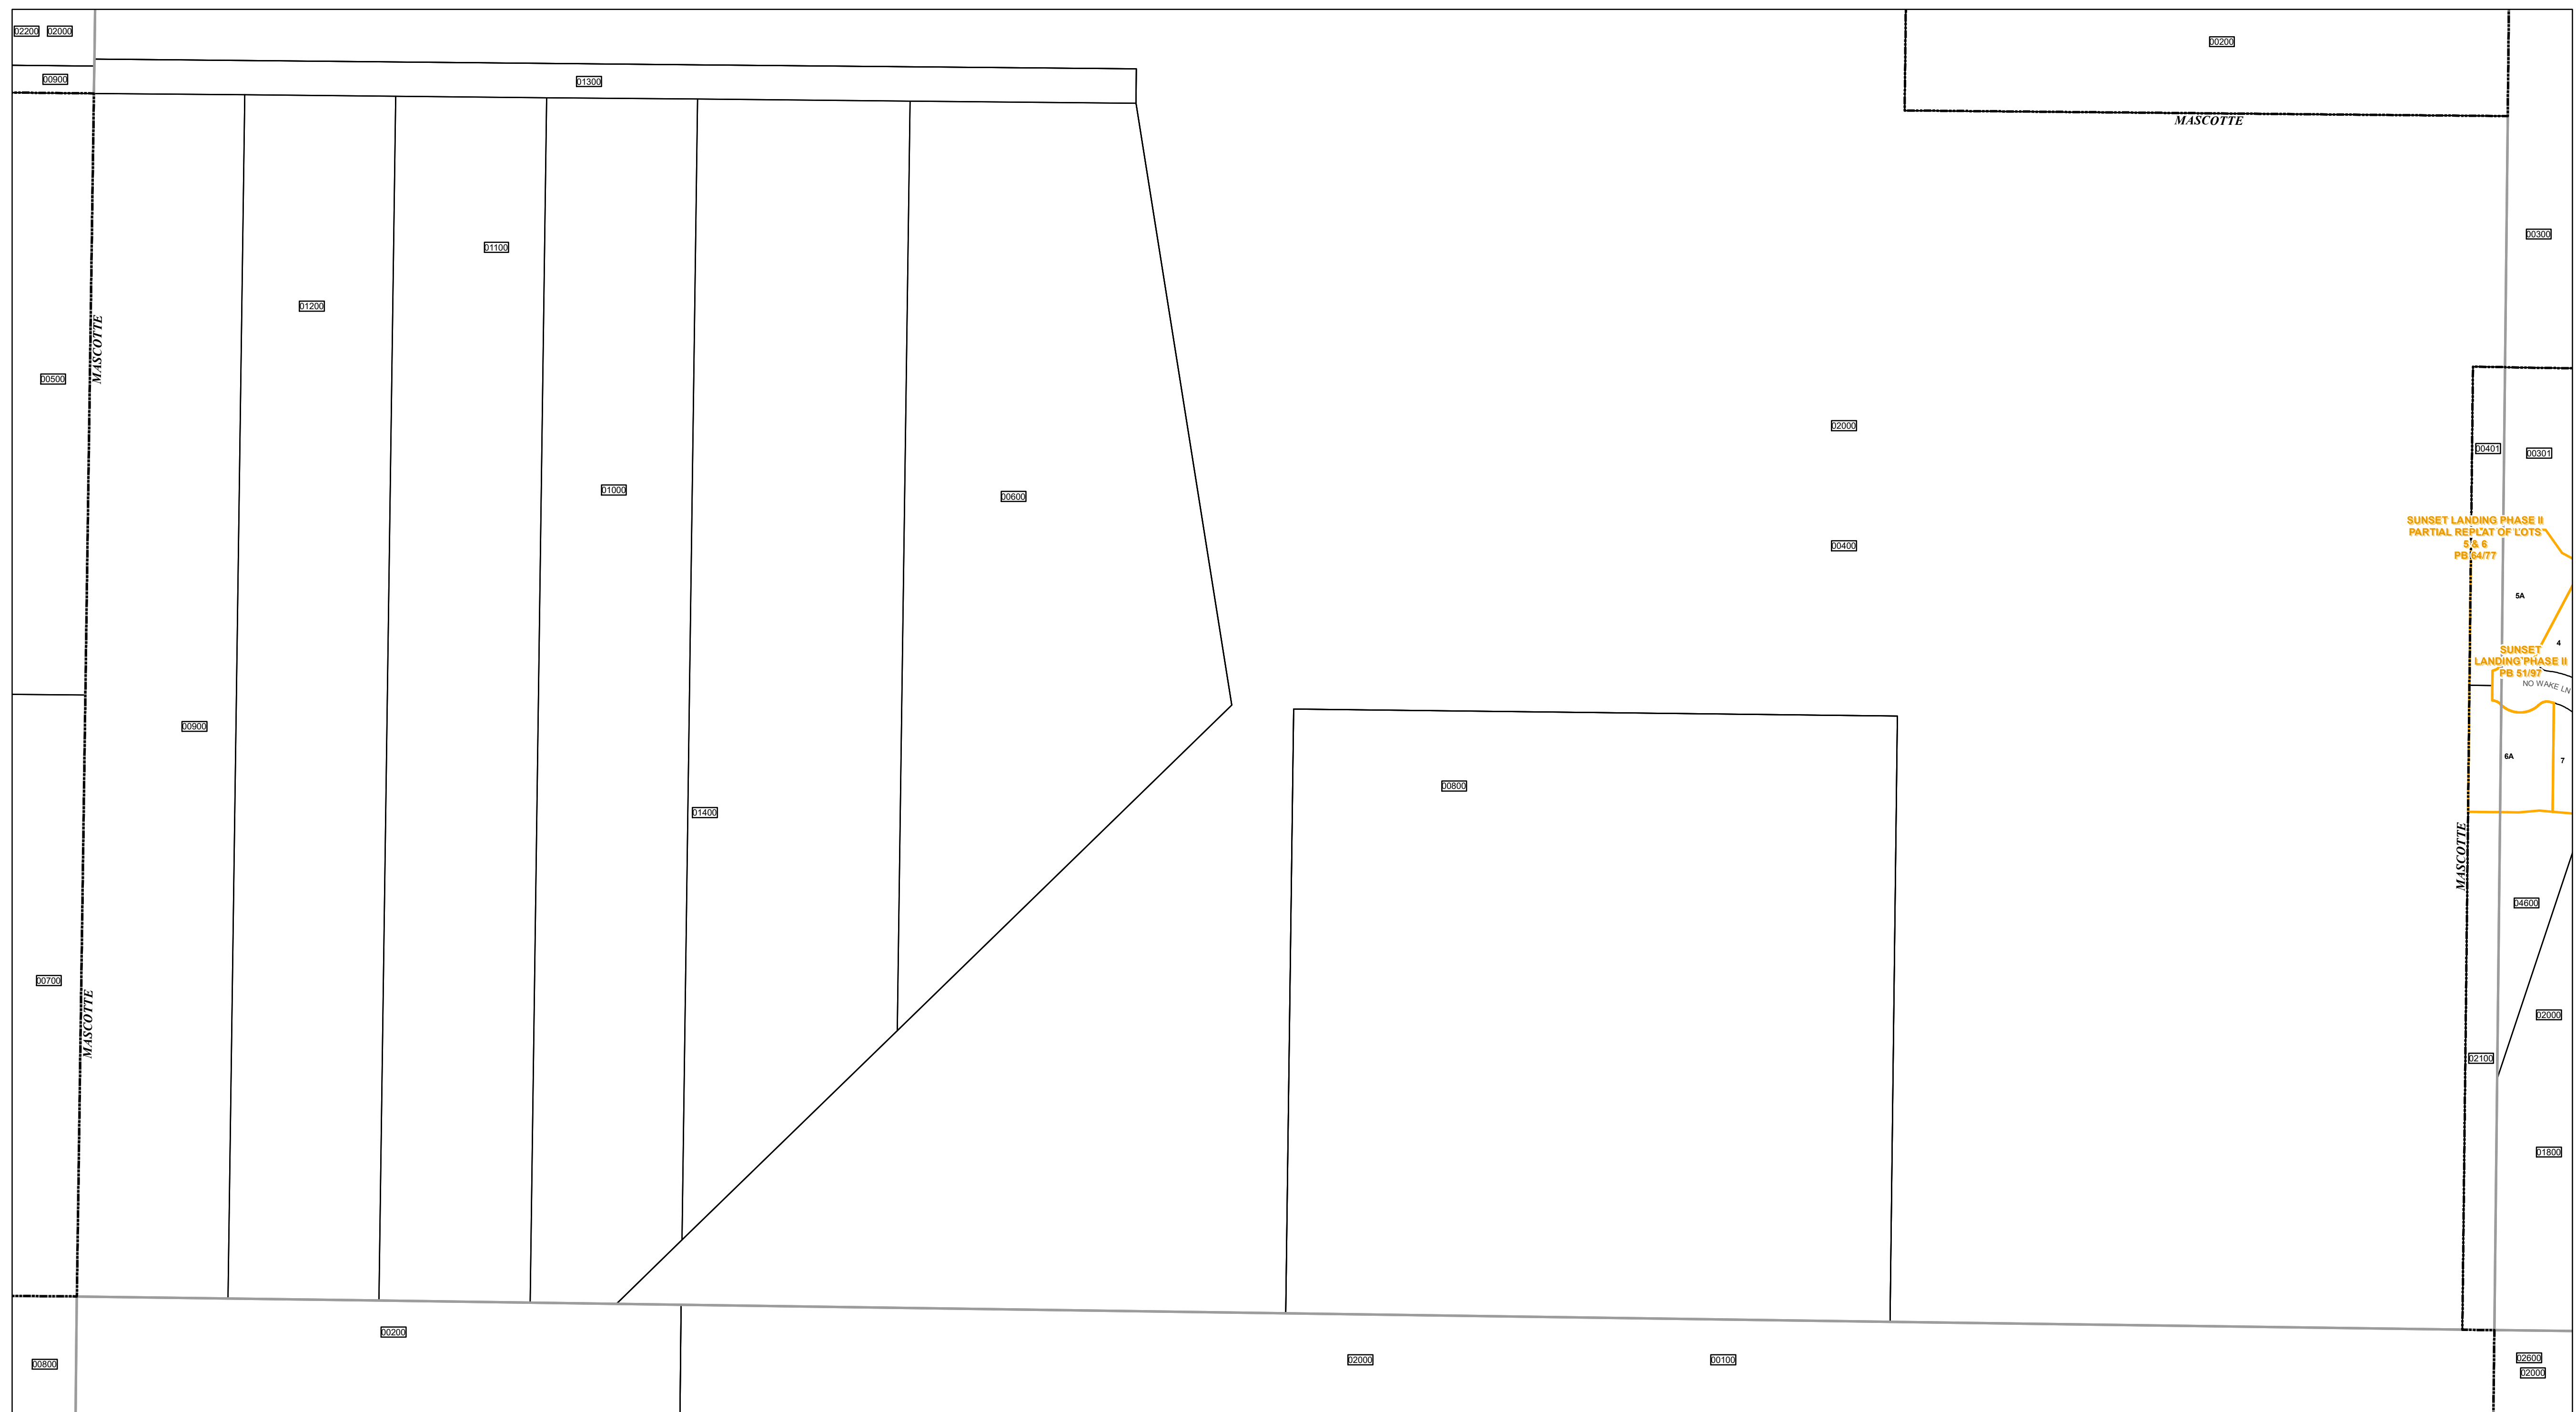 02200 02000
00200
00900
01300
MASCOTTE
00300
01100
01200
MASCOTTE
00500
02000
00401
00301
01000
00600
SUNSET LANDING PHASE II
PARTIAL REPLAT OF LOTS
5 & 6
PB 64/77
00400
5A
4
SUNSET
LANDING PHASE II
PB 51/97
NO WAKE LN
00900
6A
7
00800
01400
MASCOTTE
04600
00700
MASCOTTE
02000
02100
01800
00200
00800
02000
00100
02600
02000